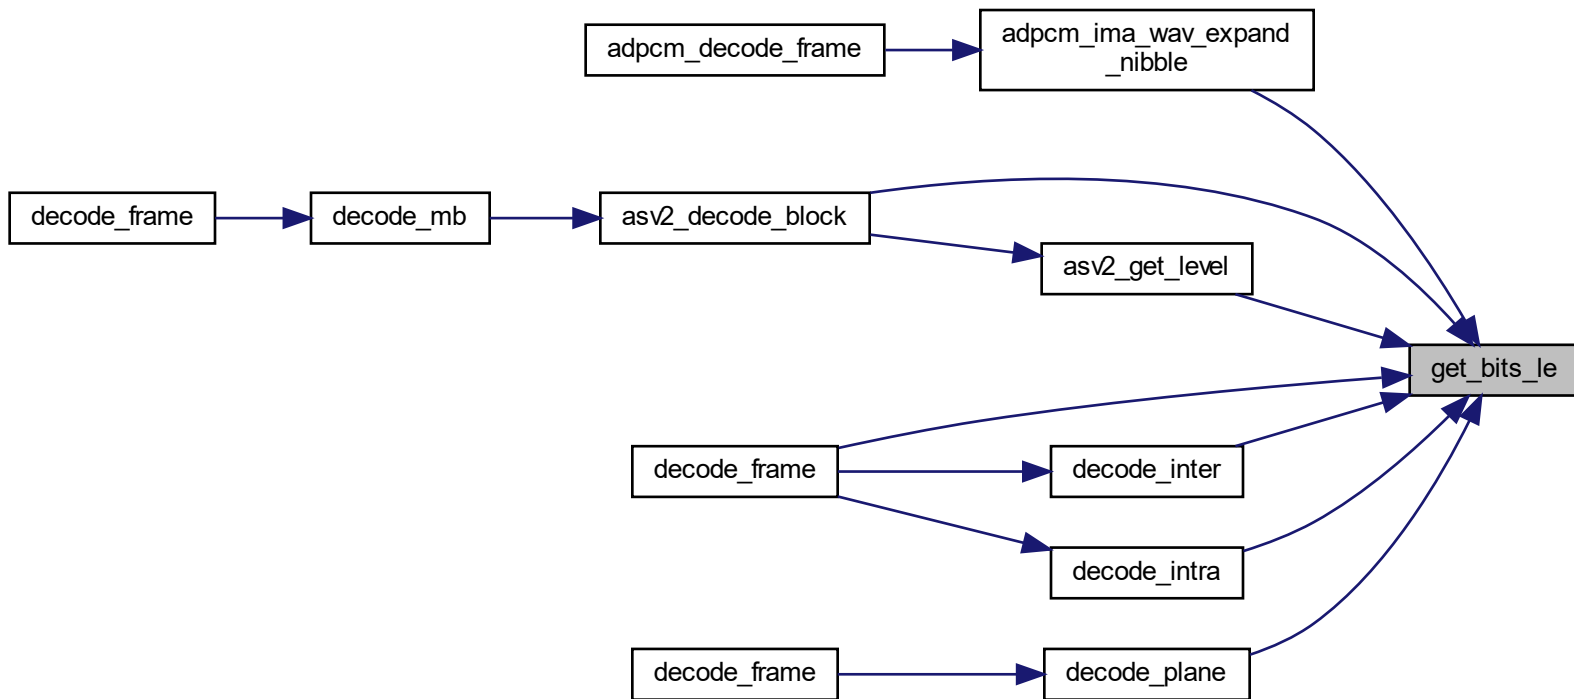 adpcm_decode_frame
adpcm_ima_wav_expand
_nibble
decode_frame
decode_mb
asv2_decode_block
asv2_get_level
get_bits_le
decode_frame
decode_inter
decode_intra
decode_frame
decode_plane